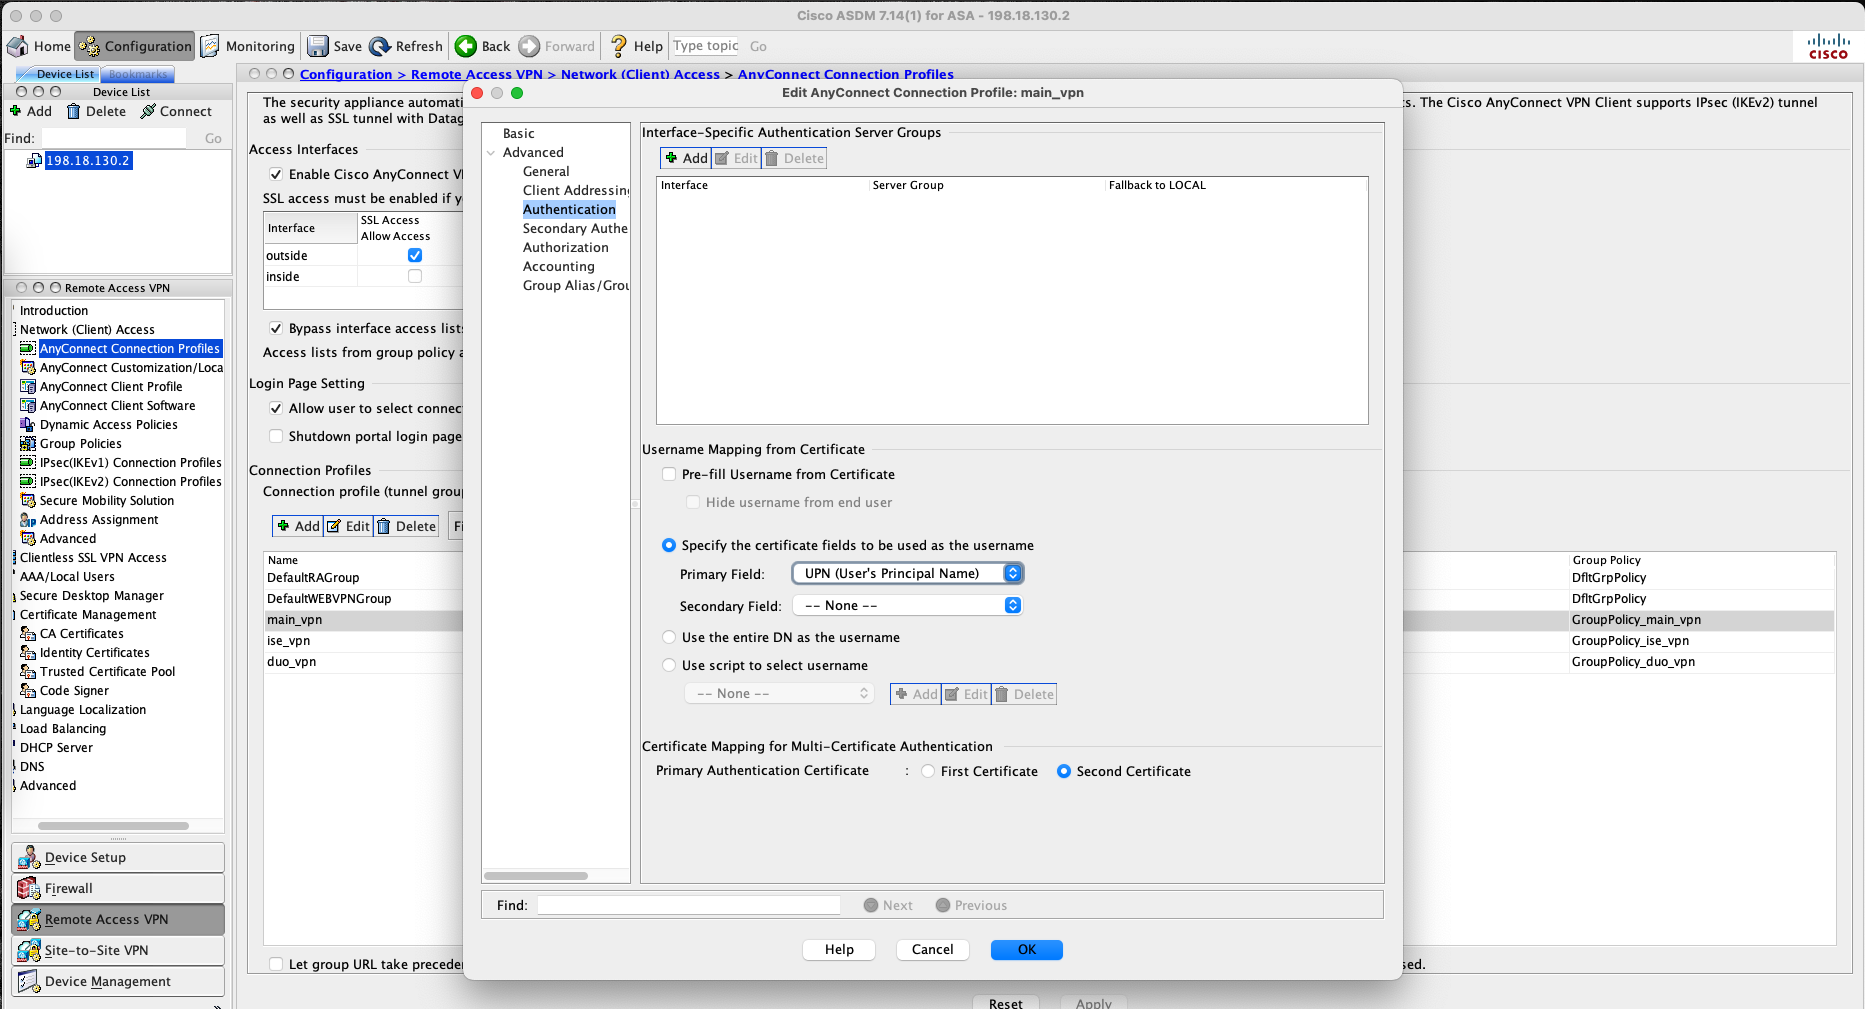 Cisco ASDM 7.14(1) for ASA - 198.18.130.2
Home Configuration Monitoring Save Refresh Back Forward Help Type topic Go
CISCO
Device List Bookmarks
Device List
Add Delete Connect
Find: Go
198.18.130.2
Remote Access VPN
Introduction
Network (Client) Access
AnyConnect Connection Profiles
AnyConnect Customization/Loca
AnyConnect Client Profile
AnyConnect Client Software
Dynamic Access Policies
Group Policies
IPsec(IKEv1) Connection Profiles
IPsec(IKEv2) Connection Profiles
Secure Mobility Solution
Address Assignment
Advanced
Clientless SSL VPN Access
AAA/Local Users
Secure Desktop Manager
Certificate Management
CA Certificates
Identity Certificates
Trusted Certificate Pool
Code Signer
Language Localization
Load Balancing
DHCP Server
DNS
Advanced
Device Setup
Firewall
Remote Access VPN
Site-to-Site VPN
Device Management
Configuration > Remote Access VPN > Network (Client) Access > AnyConnect Connection Profiles
The security appliance automati
as well as SSL tunnel with Datag
s. The Cisco AnyConnect VPN Client supports IPsec (IKEv2) tunnel
Access Interfaces
Enable Cisco AnyConnect V
SSL access must be enabled if y
Interface
SSL Access
Allow Access
outside
inside
Bypass interface access lists
Access lists from group policy a
Login Page Setting
Allow user to select connec
Shutdown portal login page
Connection Profiles
Connection profile (tunnel grou
Add Edit Delete Fi
Name
DefaultRAGroup
DefaultWEBVPNGroup
main_vpn
ise_vpn
duo_vpn
Group Policy
DfltGrpPolicy
DfltGrpPolicy
GroupPolicy_main_vpn
GroupPolicy_ise_vpn
GroupPolicy_duo_vpn
Let group URL take preceder
sed.
Reset Apply
Edit AnyConnect Connection Profile: main_vpn
Basic
Advanced
General
Client Addressing
Authentication
Secondary Authe
Authorization
Accounting
Group Alias/Grou
Interface-Specific Authentication Server Groups
Add Edit Delete
Interface Server Group Fallback to LOCAL
Username Mapping from Certificate
Pre-fill Username from Certificate
Hide username from end user
Specify the certificate fields to be used as the username
Primary Field: UPN (User's Principal Name)
Secondary Field: -- None --
Use the entire DN as the username
Use script to select username
-- None -- Add Edit Delete
Certificate Mapping for Multi-Certificate Authentication
Primary Authentication Certificate : First Certificate Second Certificate
Find: Next Previous
Help Cancel OK